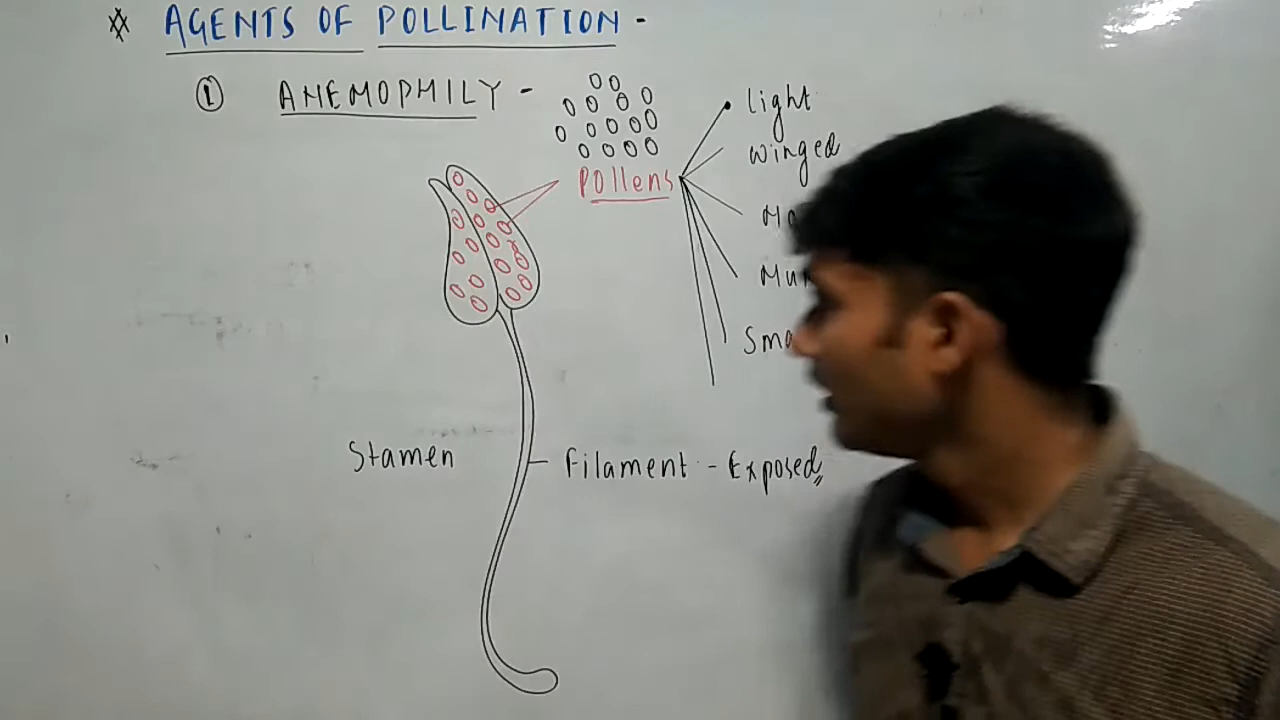 AGENTS OF POLLINATION -
① ANEMOPHILY -
light
winged
Pollens
Stamen
Filament - Exposed